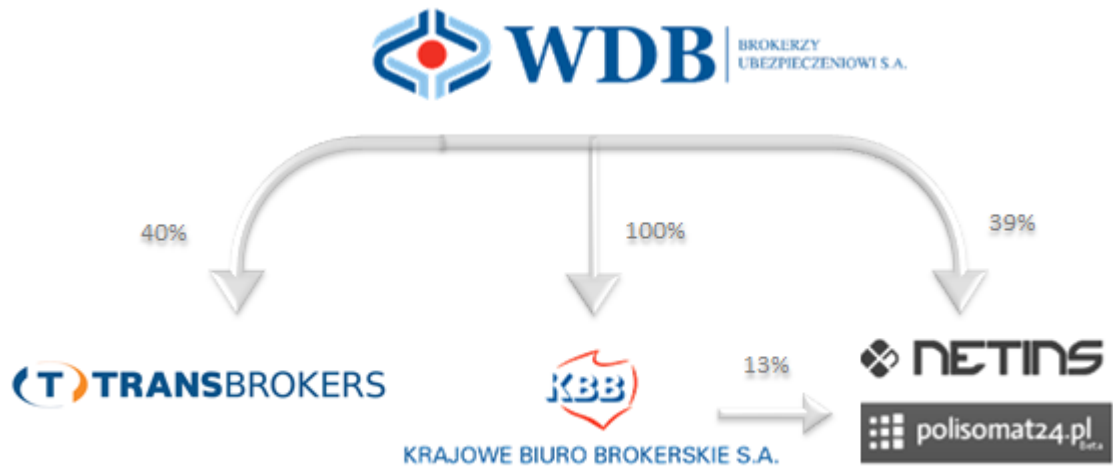 WDB
BROKERZY
UBEZPIECZENIOWI S.A.
40%
100%
39%
(T) TRANSBROKERS
KBB
KRAJOWE BIURO BROKERSKIE S.A.
13%
NETINS
polisomat24.pl
Beta